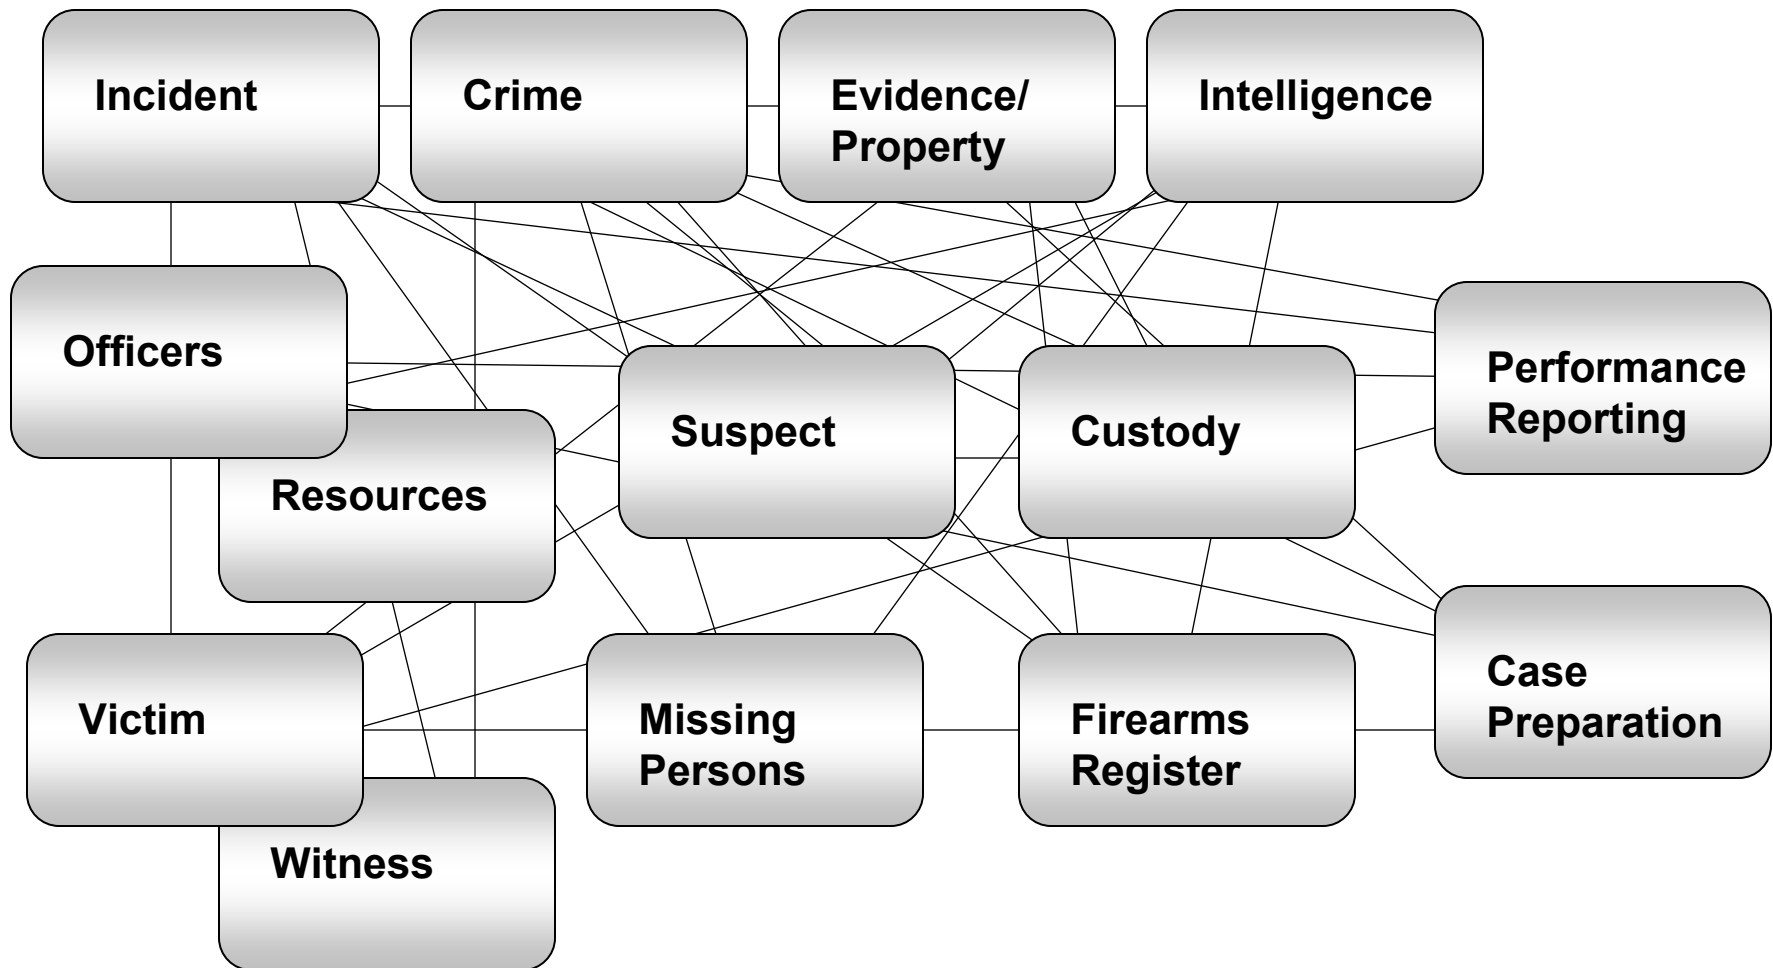 Incident
Crime
Evidence/
Property
Intelligence
Officers
Resources
Suspect
Custody
Performance
Reporting
Victim
Witness
Missing
Persons
Firearms
Register
Case
Preparation